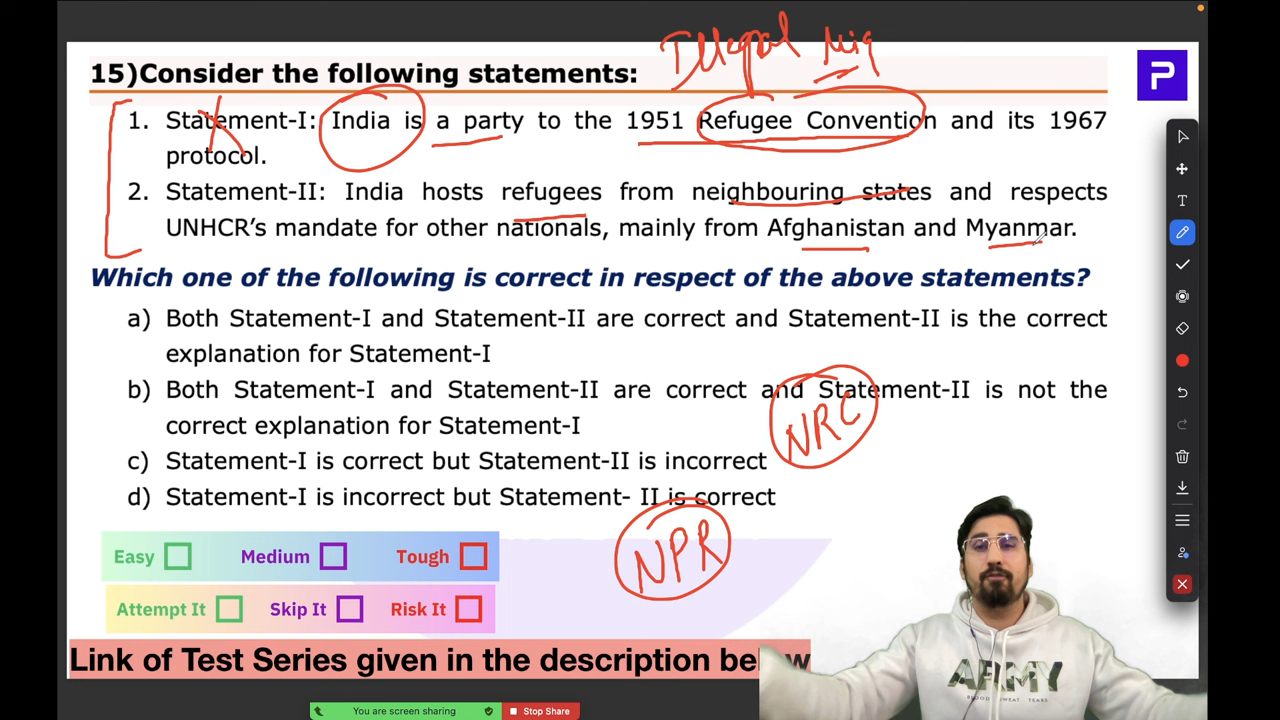 Illegal Mig
15)Consider the following statements:
P
1. Statement-I: India is a party to the 1951 Refugee Convention and its 1967
protocol.
2. Statement-II: India hosts refugees from neighbouring states and respects
UNHCR's mandate for other nationals, mainly from Afghanistan and Myanmar.
Which one of the following is correct in respect of the above statements?
a) Both Statement-I and Statement-II are correct and Statement-II is the correct
explanation for Statement-I
b) Both Statement-I and Statement-II are correct and Statement-II is not the
correct explanation for Statement-I
NRC
c) Statement-I is correct but Statement-II is incorrect
d) Statement-I is incorrect but Statement- II is correct
NPR
Easy Medium Tough
Attempt It Skip It Risk It
Link of Test Series given in the description below
ARMY
BLOOD SWEAT TEARS
You are screen sharing Stop Share